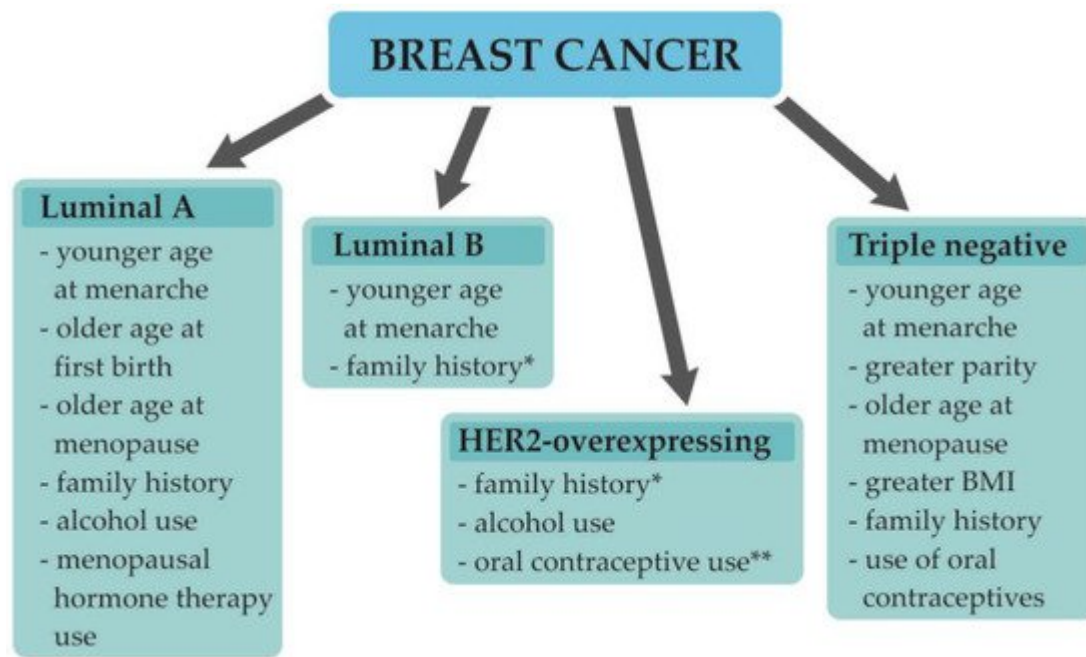 BREAST CANCER
Luminal A
- younger age
at menarche
- older age at
first birth
- older age at
menopause
- family history
- alcohol use
- menopausal
hormone therapy
use
Luminal B
- younger age
at menarche
- family history*
HER2-overexpressing
- family history*
- alcohol use
- oral contraceptive use**
Triple negative
- younger age
at menarche
- greater parity
- older age at
menopause
- greater BMI
- family history
- use of oral
contraceptives